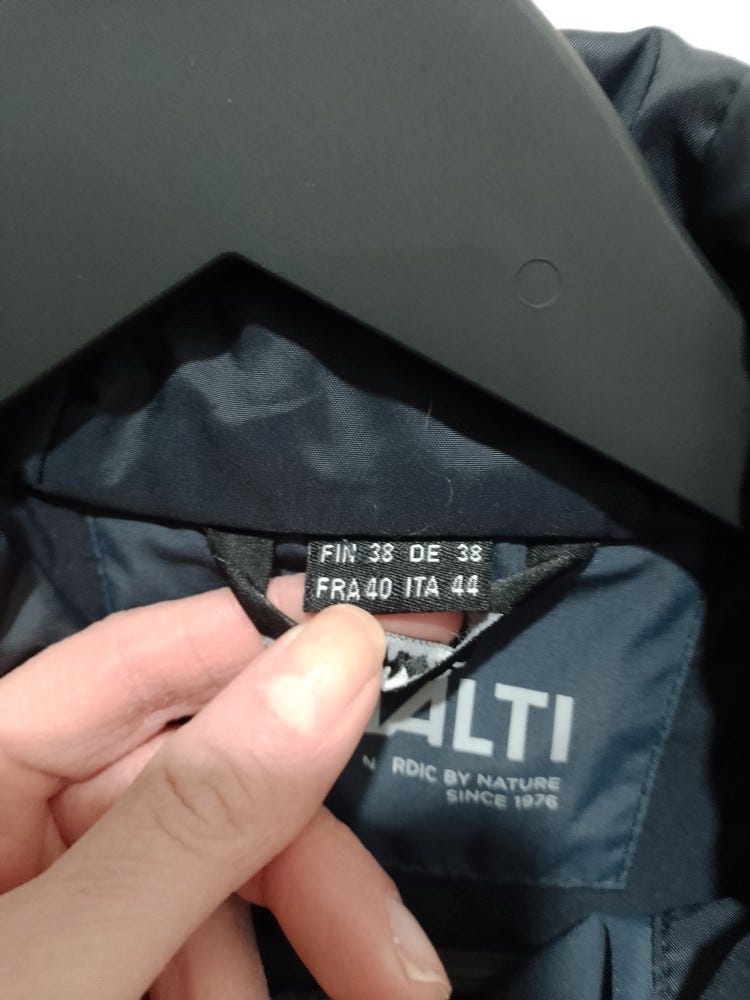 FIN 38 DE 38
FRA40 ITA 44
ALTI
N RDIC BY NATURE
SINCE 1976